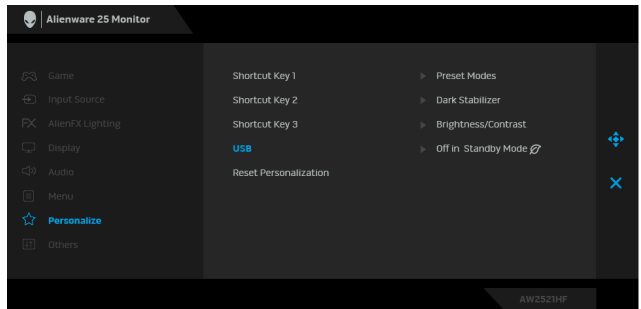 Alienware 25 Monitor
Game
Input Source
AlienFX Lighting
Display
Audio
Menu
Personalize
Others
Shortcut Key 1
Preset Modes
Shortcut Key 2
Dark Stabilizer
Shortcut Key 3
Brightness/Contrast
USB
Off in Standby Mode
Reset Personalization
AW2521HF